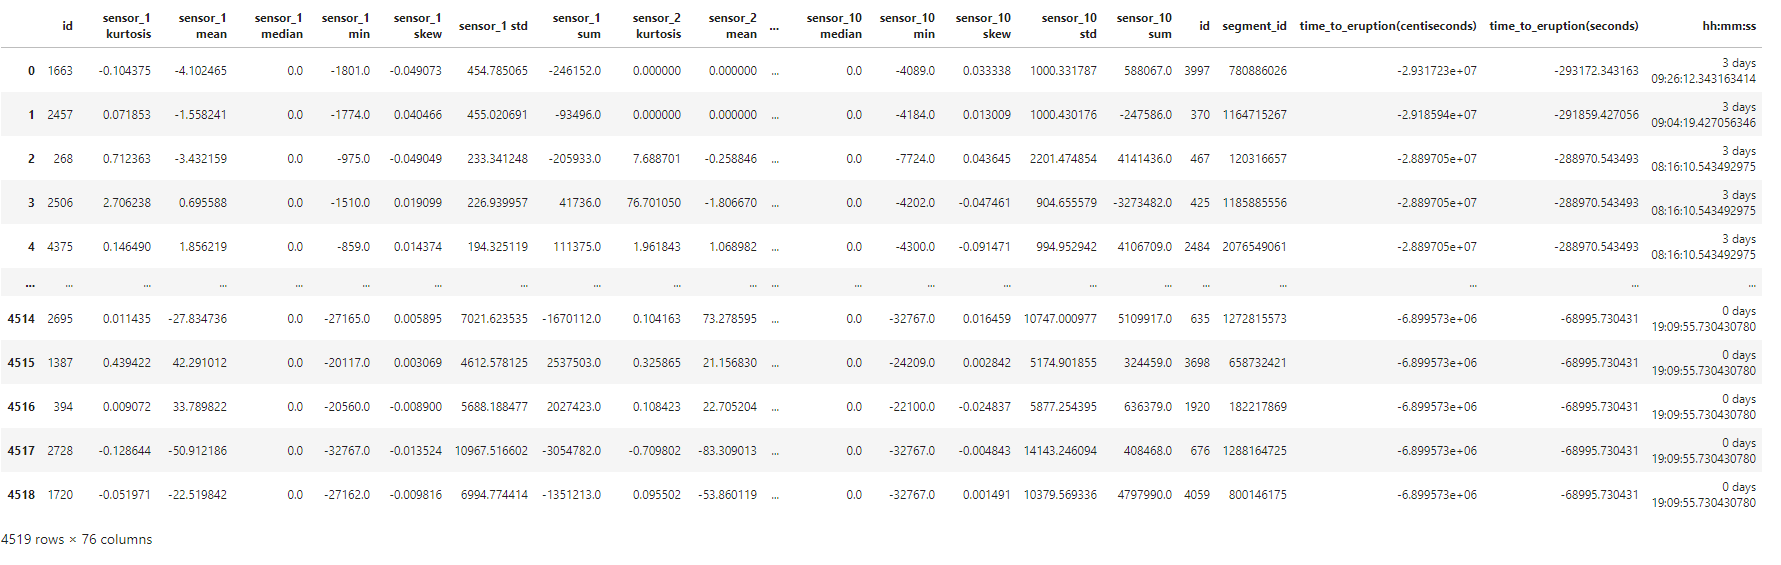 id sensor_1 kurtosis sensor_1 mean sensor_1 median sensor_1 min sensor_1 skew sensor_1 std sensor_1 sum sensor_2 kurtosis sensor_2 mean ... sensor_10 median sensor_10 min sensor_10 skew sensor_10 std sensor_10 sum id segment_id time_to_eruption(centiseconds) time_to_eruption(seconds) hh:mm:ss
0 1663 -0.104375 -4.102465 0.0 -1801.0 -0.049073 454.785065 -246152.0 0.000000 0.000000 ... 0.0 -4089.0 0.033338 1000.331787 588067.0 3997 780886026 -2.931723e+07 -293172.343163 3 days 09:26:12.343163414
1 2457 0.071853 -1.558241 0.0 -1774.0 0.040466 455.020691 -93496.0 0.000000 0.000000 ... 0.0 -4184.0 0.013009 1000.430176 -247586.0 370 1164715267 -2.918594e+07 -291859.427056 3 days 09:04:19.427056346
2 268 0.712363 -3.432159 0.0 -975.0 -0.049049 233.341248 -205933.0 7.688701 -0.258846 ... 0.0 -7724.0 0.043645 2201.474854 4141436.0 467 120316657 -2.889705e+07 -288970.543493 3 days 08:16:10.543492975
3 2506 2.706238 0.695588 0.0 -1510.0 0.019099 226.939957 41736.0 76.701050 -1.806670 ... 0.0 -4202.0 -0.047461 904.655579 -3273482.0 425 1185885556 -2.889705e+07 -288970.543493 3 days 08:16:10.543492975
4 4375 0.146490 1.856219 0.0 -859.0 0.014374 194.325119 111375.0 1.961843 1.068982 ... 0.0 -4300.0 -0.091471 994.952942 4106709.0 2484 2076549061 -2.889705e+07 -288970.543493 3 days 08:16:10.543492975
... ... ... ... ... ... ... ... ... ... ... ... ... ... ... ... ... ... ... ... ... ...
4514 2695 0.011435 -27.834736 0.0 -27165.0 0.005895 7021.623535 -1670112.0 0.104163 73.278595 ... 0.0 -32767.0 0.016459 10747.000977 5109917.0 635 1272815573 -6.899573e+06 -68995.730431 0 days 19:09:55.730430780
4515 1387 0.439422 42.291012 0.0 -20117.0 0.003069 4612.578125 2537503.0 0.325865 21.156830 ... 0.0 -24209.0 0.002842 5174.901855 324459.0 3698 658732421 -6.899573e+06 -68995.730431 0 days 19:09:55.730430780
4516 394 0.009072 33.789822 0.0 -20560.0 -0.008900 5688.188477 2027423.0 0.108423 22.705204 ... 0.0 -22100.0 -0.024837 5877.254395 636379.0 1920 182217869 -6.899573e+06 -68995.730431 0 days 19:09:55.730430780
4517 2728 -0.128644 -50.912186 0.0 -32767.0 -0.013524 10967.516602 -3054782.0 -0.709802 -83.309013 ... 0.0 -32767.0 -0.004843 14143.246094 408468.0 676 1288164725 -6.899573e+06 -68995.730431 0 days 19:09:55.730430780
4518 1720 -0.051971 -22.519842 0.0 -27162.0 -0.009816 6994.774414 -1351213.0 0.095502 -53.860119 ... 0.0 -32767.0 0.001491 10379.569336 4797990.0 4059 800146175 -6.899573e+06 -68995.730431 0 days 19:09:55.730430780
4519 rows × 76 columns